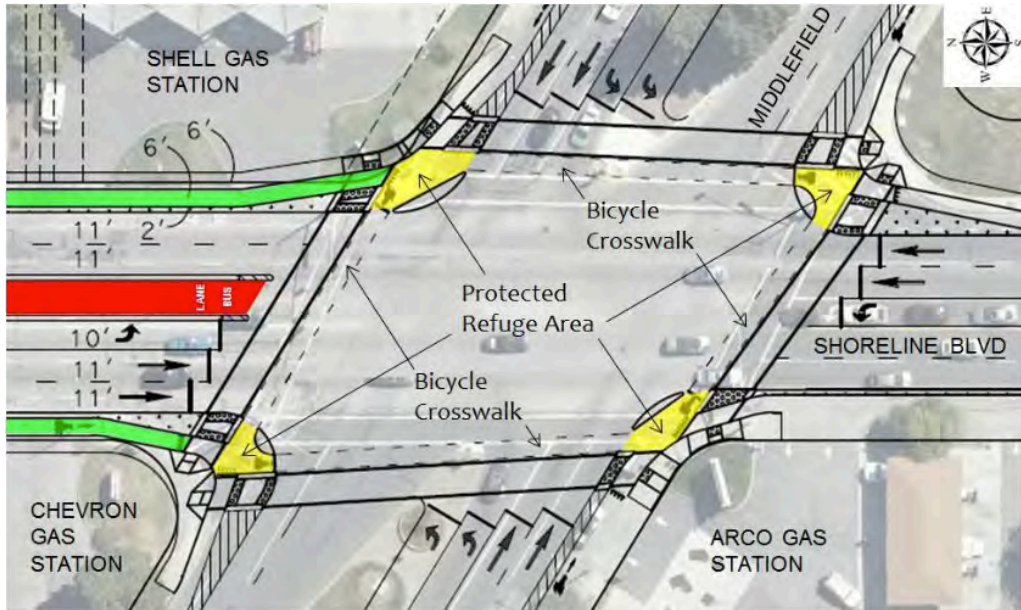 SHELL GAS
STATION
MIDDLEFIELD
E
N
S
W
6'
6'
11'
2'
11'
Bicycle
Crosswalk
LANE
BUS
Protected
Refuge Area
10'
11'
11'
SHORELINE BLVD
Bicycle
Crosswalk
CHEVRON
GAS
STATION
ARCO GAS
STATION